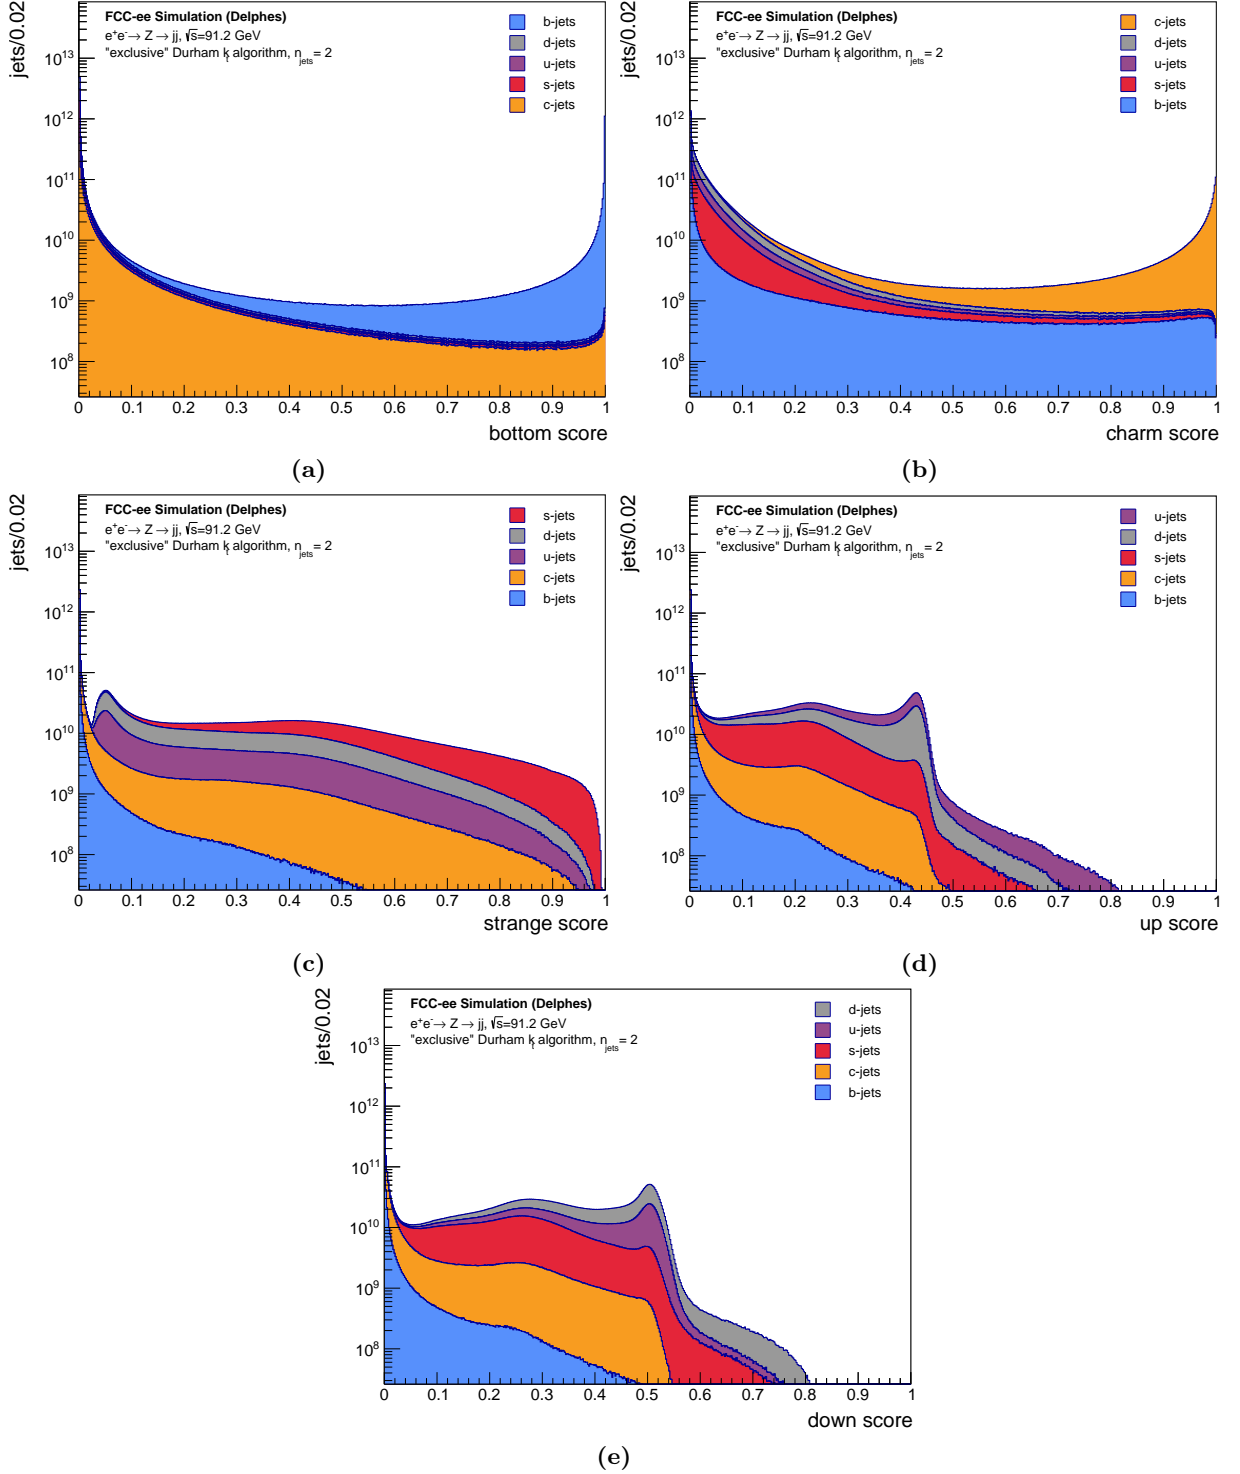 FCC-ee Simulation (Delphes)
e⁺e⁻→ Z → jj, √s=91.2 GeV
"exclusive" Durham kₜ algorithm, n_jets = 2
b-jets
d-jets
u-jets
s-jets
c-jets
jets/0.02
10¹³
10¹²
10¹¹
10¹⁰
10⁹
10⁸
0 0.1 0.2 0.3 0.4 0.5 0.6 0.7 0.8 0.9 1
bottom score
(a)
FCC-ee Simulation (Delphes)
e⁺e⁻→ Z → jj, √s=91.2 GeV
"exclusive" Durham kₜ algorithm, n_jets = 2
c-jets
d-jets
u-jets
s-jets
b-jets
jets/0.02
10¹³
10¹²
10¹¹
10¹⁰
10⁹
10⁸
0 0.1 0.2 0.3 0.4 0.5 0.6 0.7 0.8 0.9 1
charm score
(b)
FCC-ee Simulation (Delphes)
e⁺e⁻→ Z → jj, √s=91.2 GeV
"exclusive" Durham kₜ algorithm, n_jets = 2
s-jets
d-jets
u-jets
c-jets
b-jets
jets/0.02
10¹³
10¹²
10¹¹
10¹⁰
10⁹
10⁸
0 0.1 0.2 0.3 0.4 0.5 0.6 0.7 0.8 0.9 1
strange score
(c)
FCC-ee Simulation (Delphes)
e⁺e⁻→ Z → jj, √s=91.2 GeV
"exclusive" Durham kₜ algorithm, n_jets = 2
u-jets
d-jets
s-jets
c-jets
b-jets
jets/0.02
10¹³
10¹²
10¹¹
10¹⁰
10⁹
10⁸
0 0.1 0.2 0.3 0.4 0.5 0.6 0.7 0.8 0.9 1
up score
(d)
FCC-ee Simulation (Delphes)
e⁺e⁻→ Z → jj, √s=91.2 GeV
"exclusive" Durham kₜ algorithm, n_jets = 2
d-jets
u-jets
s-jets
c-jets
b-jets
jets/0.02
10¹³
10¹²
10¹¹
10¹⁰
10⁹
10⁸
0 0.1 0.2 0.3 0.4 0.5 0.6 0.7 0.8 0.9 1
down score
(e)